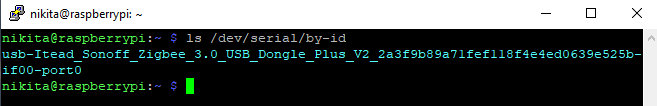 nikita@raspberrypi: ~
nikita@raspberrypi:~ $ ls /dev/serial/by-id
usb-Itead_Sonoff_Zigbee_3.0_USB_Dongle_Plus_V2_2a3f9b89a71fef118f4e4ed0639e525b-
if00-port0
nikita@raspberrypi:~ $